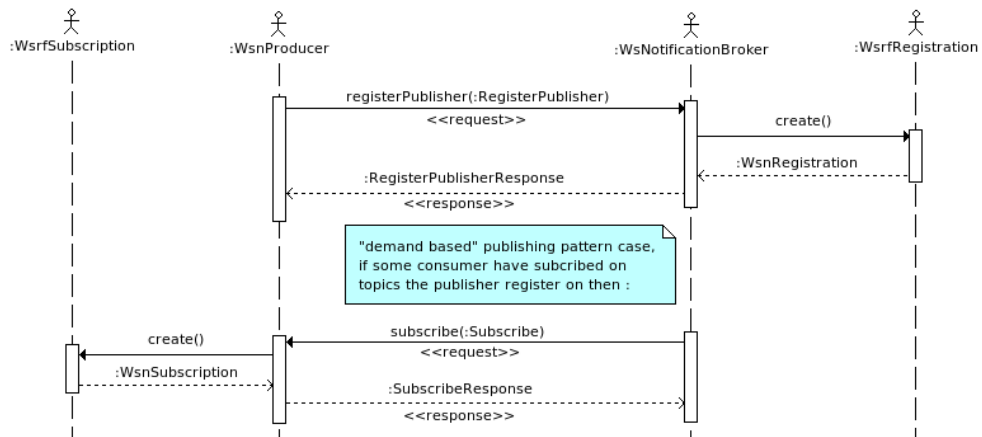 :WsrfSubscription
:WsnProducer
:WsNotificationBroker
:WsrfRegistration
registerPublisher(:RegisterPublisher)
<<request>>
create()
:WsnRegistration
:RegisterPublisherResponse
<<response>>
"demand based" publishing pattern case,
if some consumer have subcribed on
topics the publisher register on then :
subscribe(:Subscribe)
<<request>>
create()
:WsnSubscription
:SubscribeResponse
<<response>>